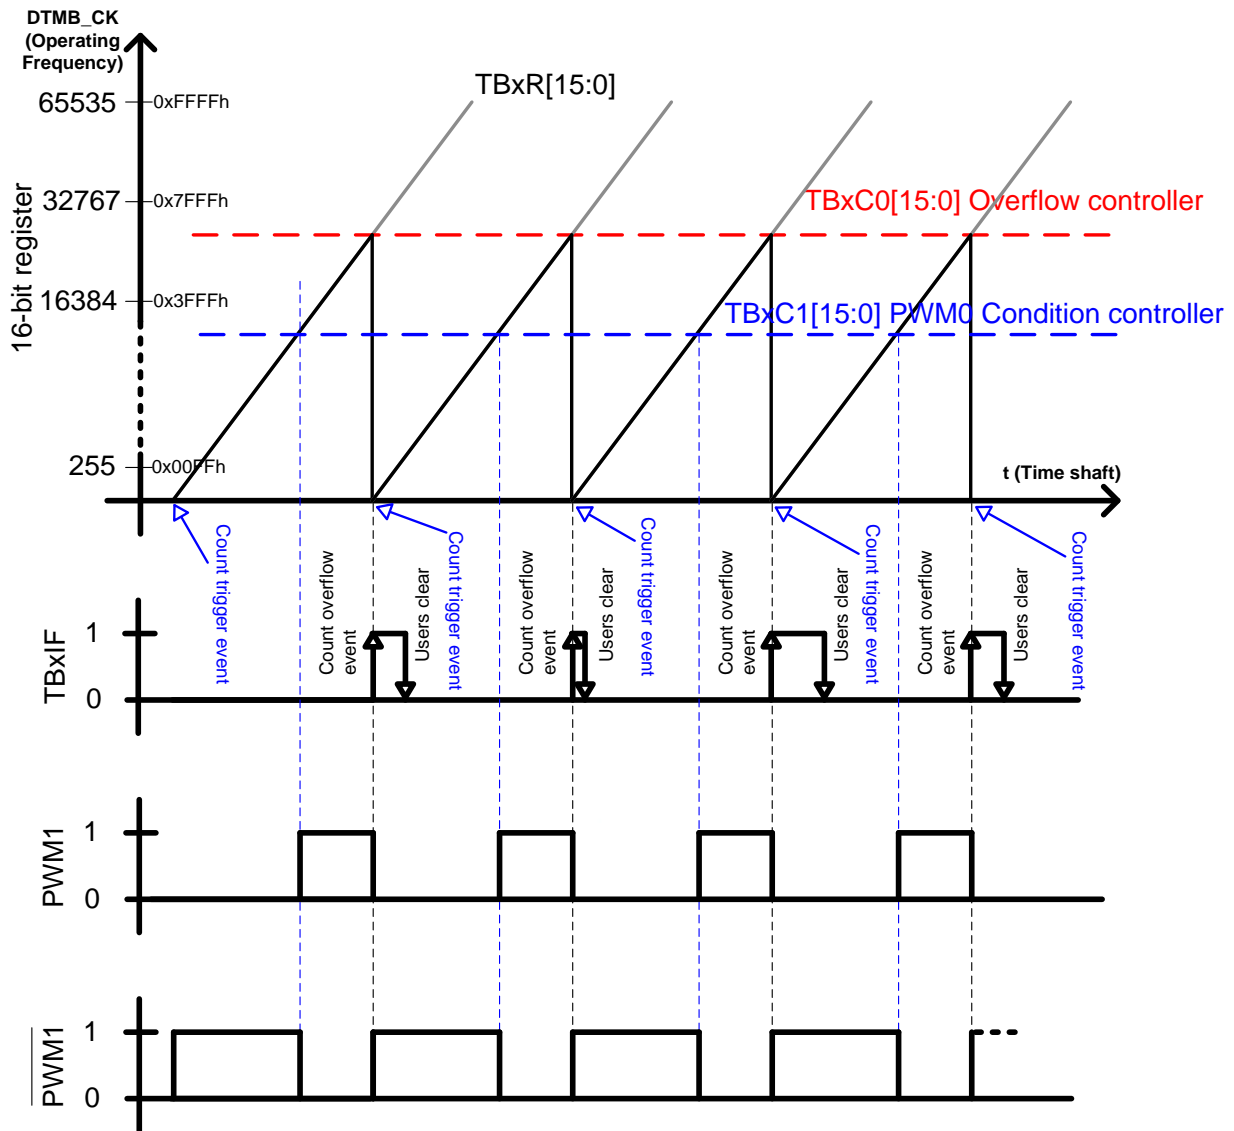 DTMB_CK
(Operating
Frequency)
TBxR[15:0]
65535
0xFFFFh
16-bit register
32767
0x7FFFh
TBxC0[15:0] Overflow controller
16384
0x3FFFh
TBxC1[15:0] PWM0 Condition controller
255
0x00FFh
t (Time shaft)
Count trigger event
Count overflow
event
Users clear
Count trigger event
Count overflow
event
Users clear
Count trigger event
Count overflow
event
Users clear
Count trigger event
Count overflow
event
Users clear
Count trigger event
TBxIF
1
0
PWM1
1
0
PWM1
1
0